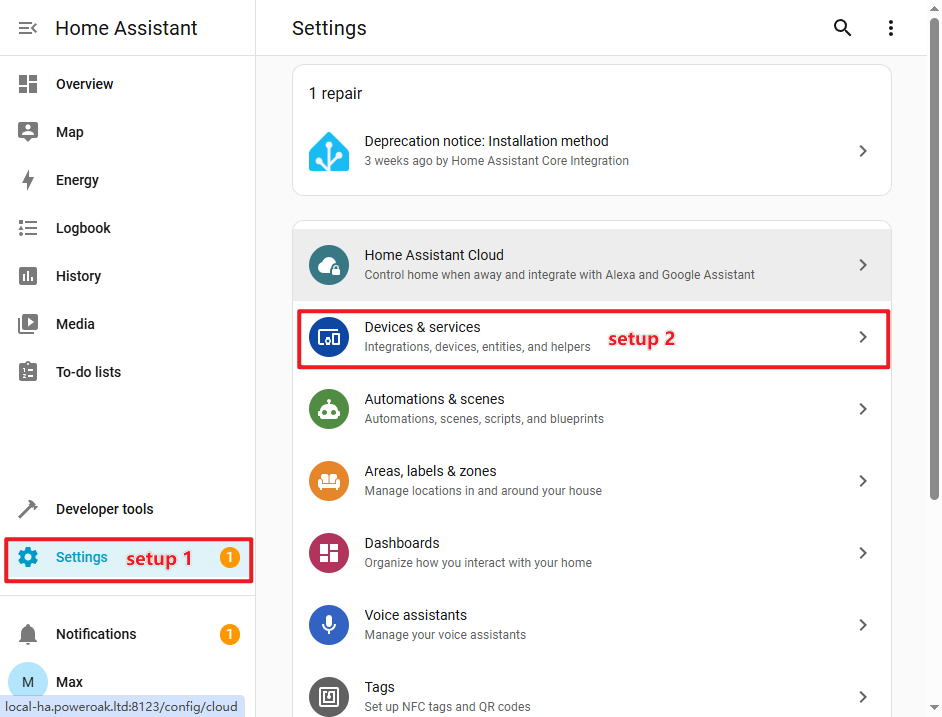 Home Assistant
Overview
Map
Energy
Logbook
History
Media
To-do lists
Developer tools
Settings setup 1 1
Notifications 1
M Max
local-ha.poweroak.ltd:8123/config/cloud
Settings
1 repair
Deprecation notice: Installation method
3 weeks ago by Home Assistant Core Integration
Home Assistant Cloud
Control home when away and integrate with Alexa and Google Assistant
Devices & services
Integrations, devices, entities, and helpers setup 2
Automations & scenes
Automations, scenes, scripts, and blueprints
Areas, labels & zones
Manage locations in and around your house
Dashboards
Organize how you interact with your home
Voice assistants
Manage your voice assistants
Tags
Set up NFC tags and QR codes